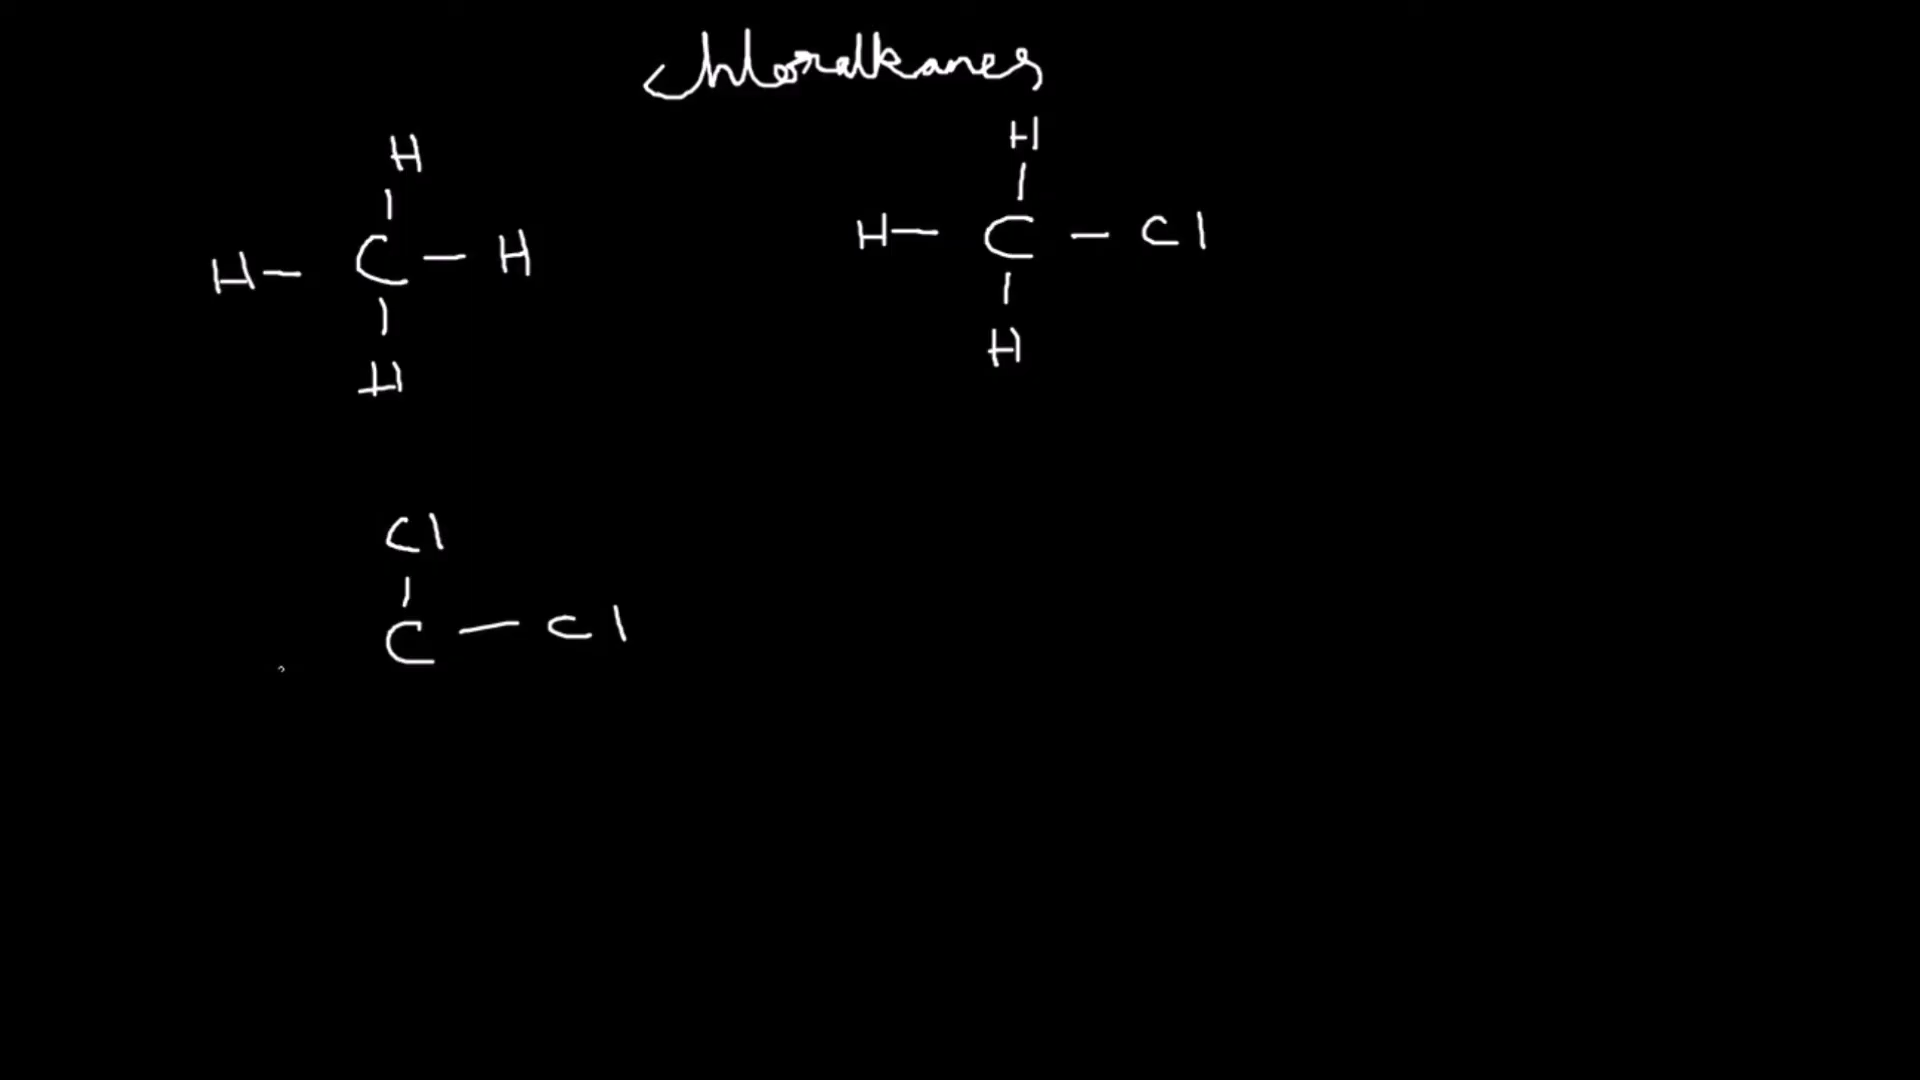 chloroalkanes
H
H
H- C - H
H- C - Cl
H
H
Cl
C - Cl